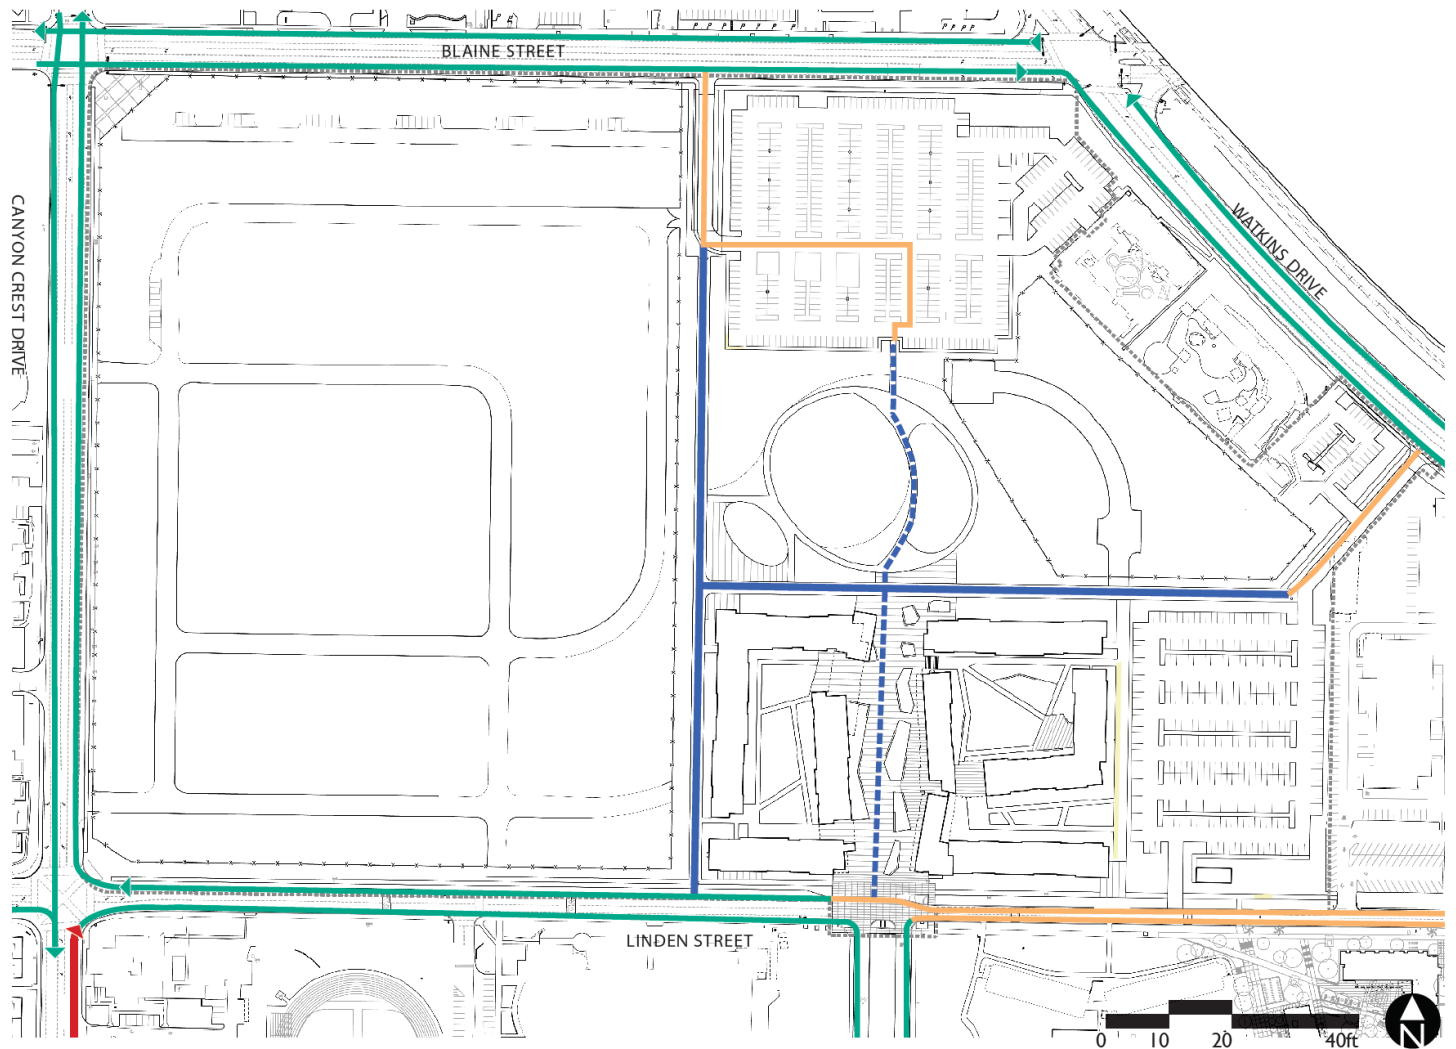 BLAINE STREET
CANYON CREST DRIVE
WATKINS DRIVE
LINDEN STREET
0 10 20 40ft
N